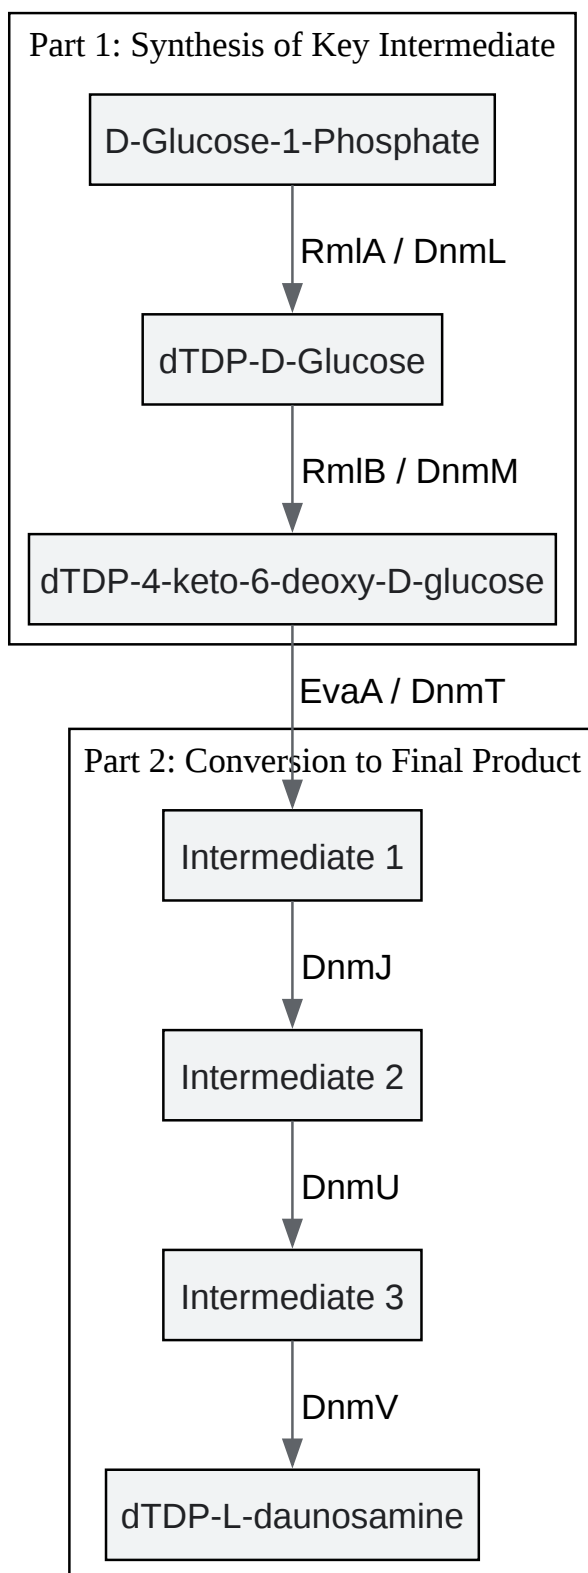 Part 1: Synthesis of Key Intermediate
D-Glucose-1-Phosphate
RmlA / DnmL
dTDP-D-Glucose
RmlB / DnmM
dTDP-4-keto-6-deoxy-D-glucose
EvaA / DnmT
Part 2: Conversion to Final Product
Intermediate 1
DnmJ
Intermediate 2
DnmU
Intermediate 3
DnmV
dTDP-L-daunosamine